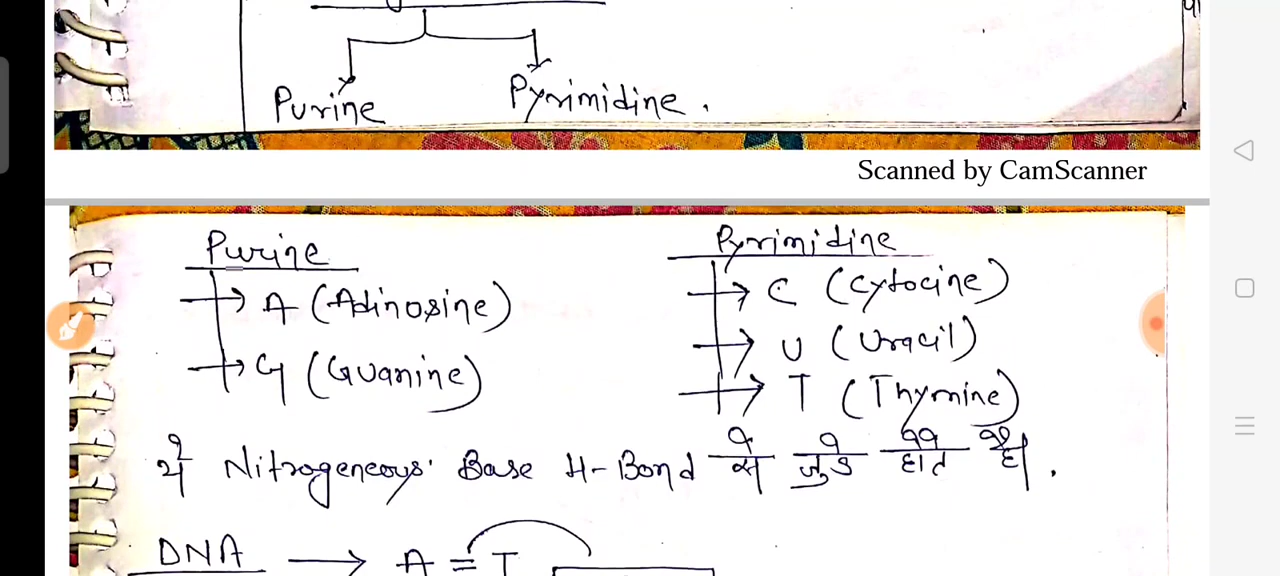 Purine Pyrimidine.
Scanned by CamScanner
Purine Pyrimidine
A (Adinosine) C (Cytocine)
G (Guanine) U (Uracil)
T (Thymine)
ये Nitrogeneous Base H-Bond से जुड़े होते हैं.
DNA → A = T